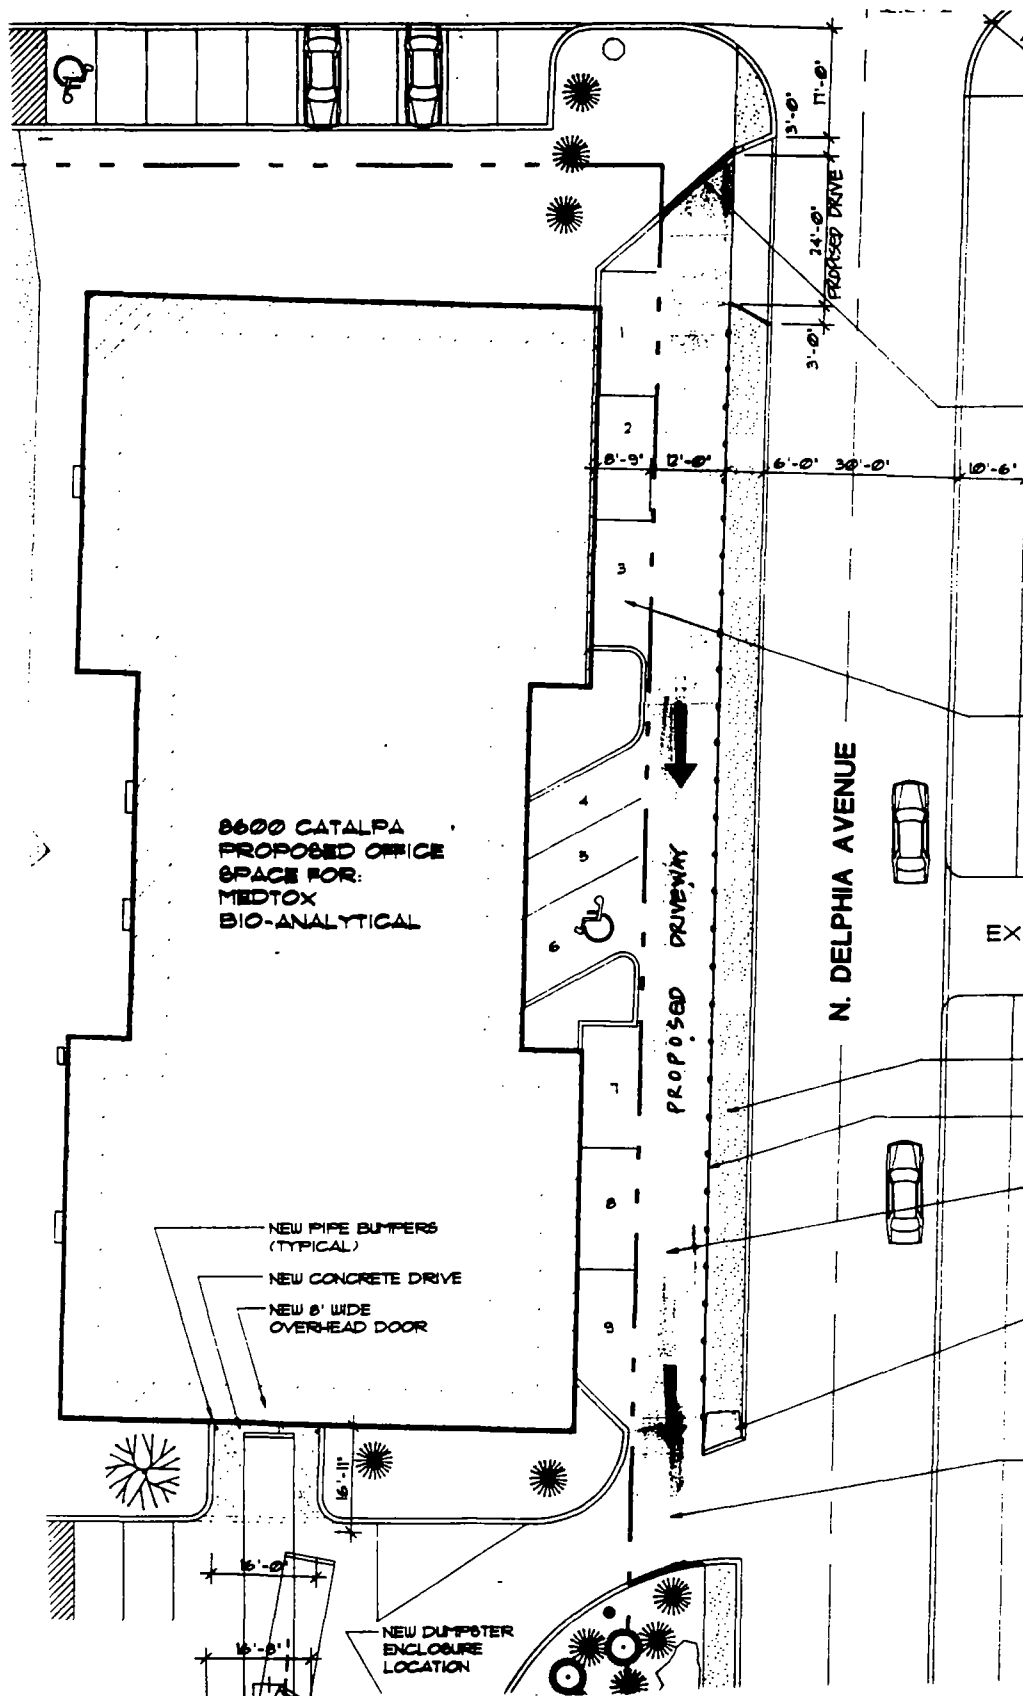 17'-0"
3'-0"
24'-0"
PROPOSED DRIVE
3'-0"
1
2
8'-9" 12'-0" 6'-0" 30'-0" 10'-6"
3
4
5
6
8600 CATALPA
PROPOSED OFFICE
SPACE FOR:
MEDTOX
BIO-ANALYTICAL
PROPOSED DRIVEWAY
N. DELPHIA AVENUE
EX
7
8
9
NEW PIPE BUMPERS
(TYPICAL)
NEW CONCRETE DRIVE
NEW 8' WIDE
OVERHEAD DOOR
16'-11"
16'-0"
16'-8"
NEW DUMPSTER
ENCLOSURE
LOCATION